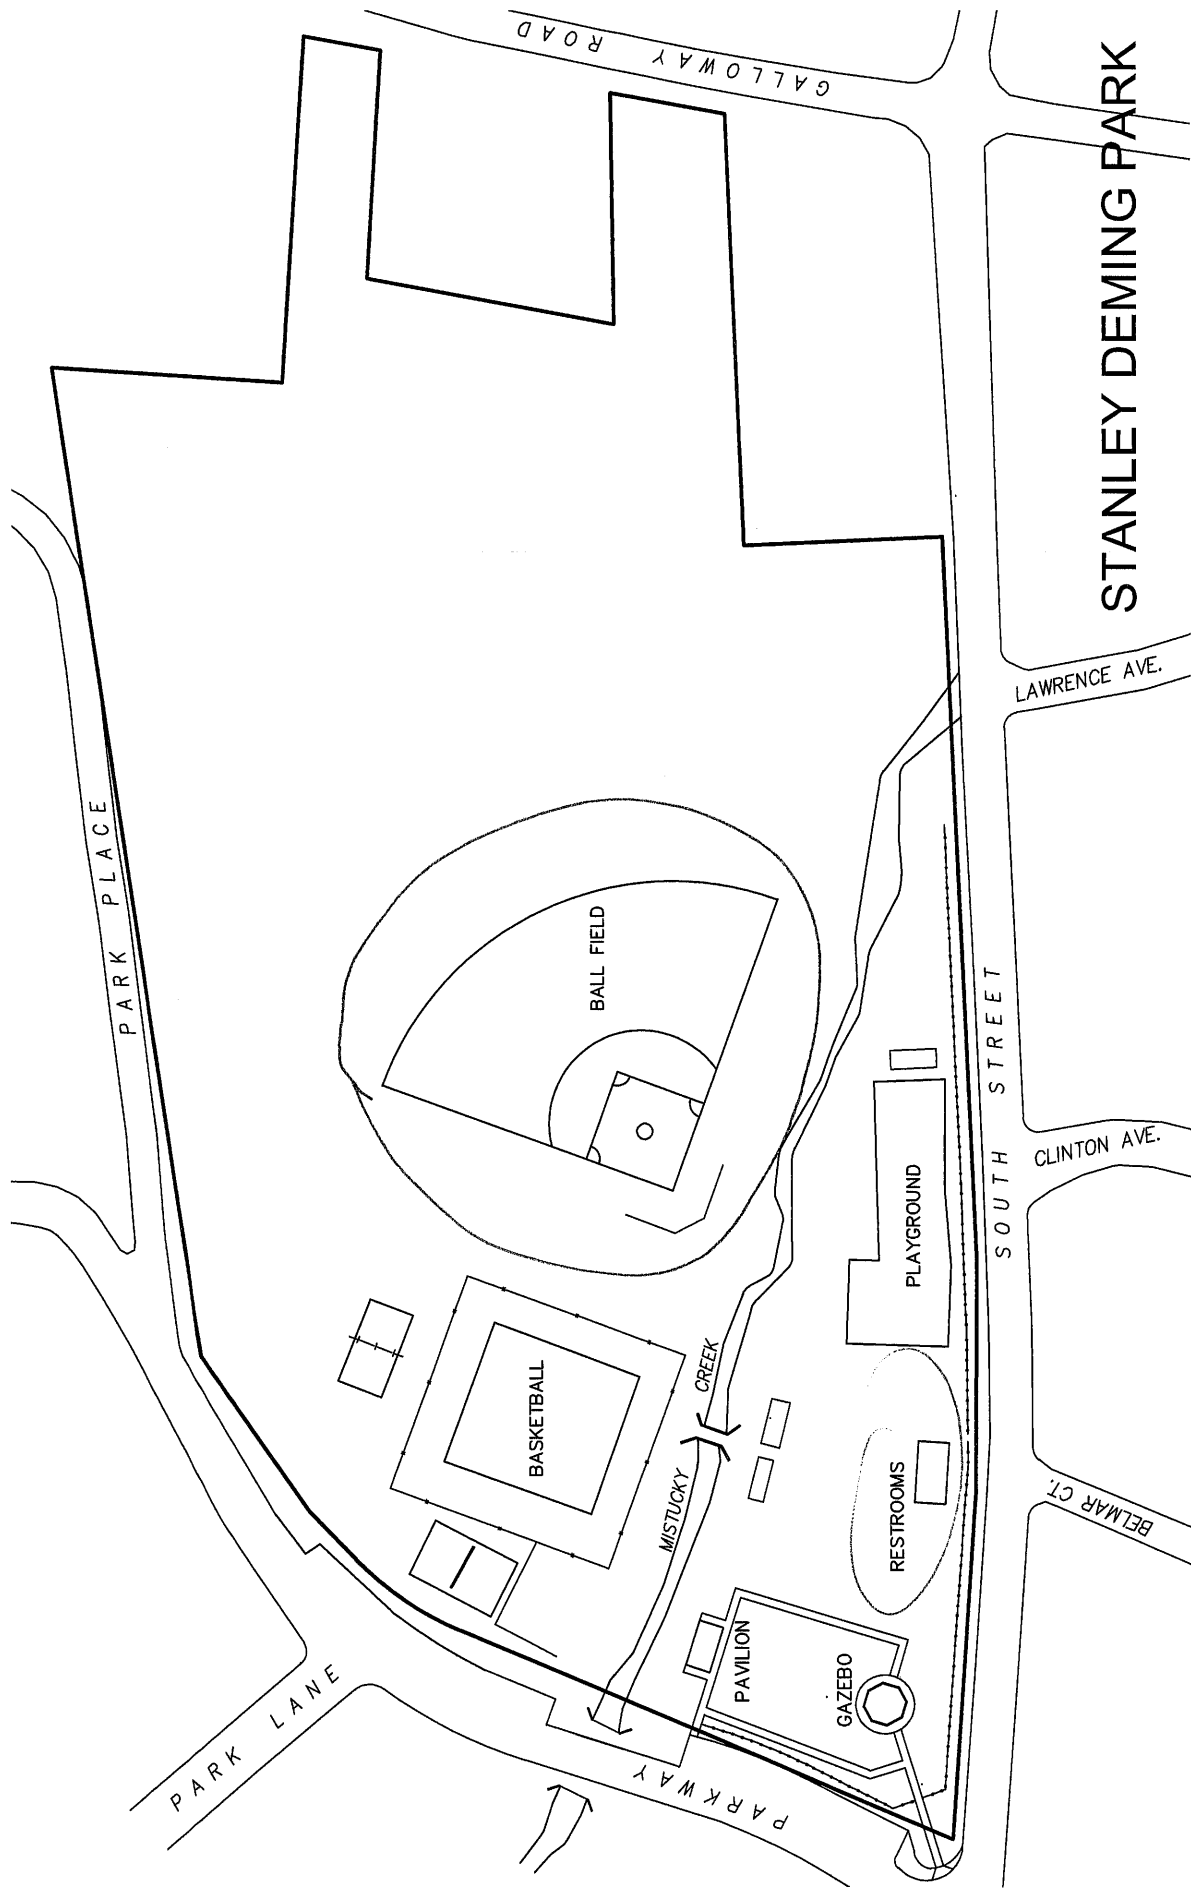 GALLOWAY ROAD
STANLEY DEMING PARK
PARK PLACE
LAWRENCE AVE.
BALL FIELD
SOUTH STREET
CLINTON AVE.
PLAYGROUND
BASKETBALL
MISTUCKY CREEK
RESTROOMS
BELMAR CT.
PAVILION
GAZEBO
PARK LANE
PARKWAY